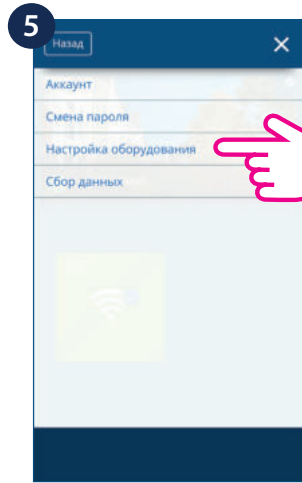 5
Назад
Аккаунт
Смена пароля
Настройка оборудования
Сбор данных